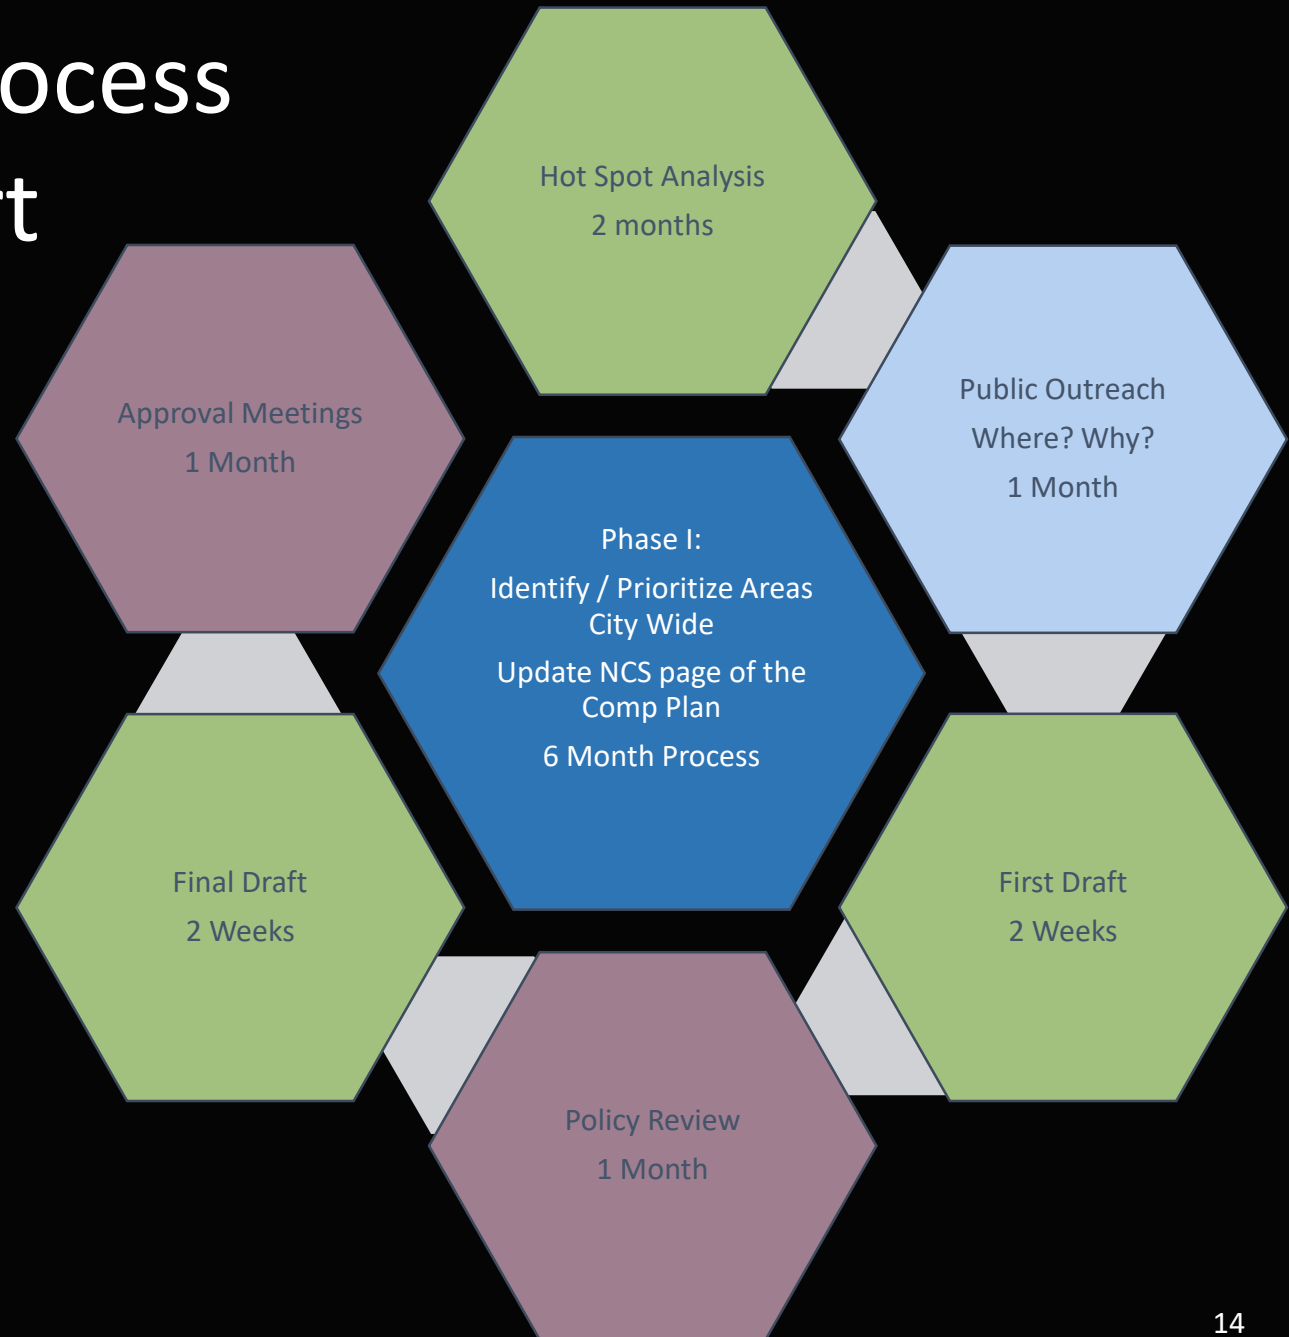 ocess
rt
Hot Spot Analysis
2 months
Public Outreach
Where? Why?
1 Month
First Draft
2 Weeks
Policy Review
1 Month
Final Draft
2 Weeks
Approval Meetings
1 Month
Phase I:
Identify / Prioritize Areas
City Wide
Update NCS page of the
Comp Plan
6 Month Process
14